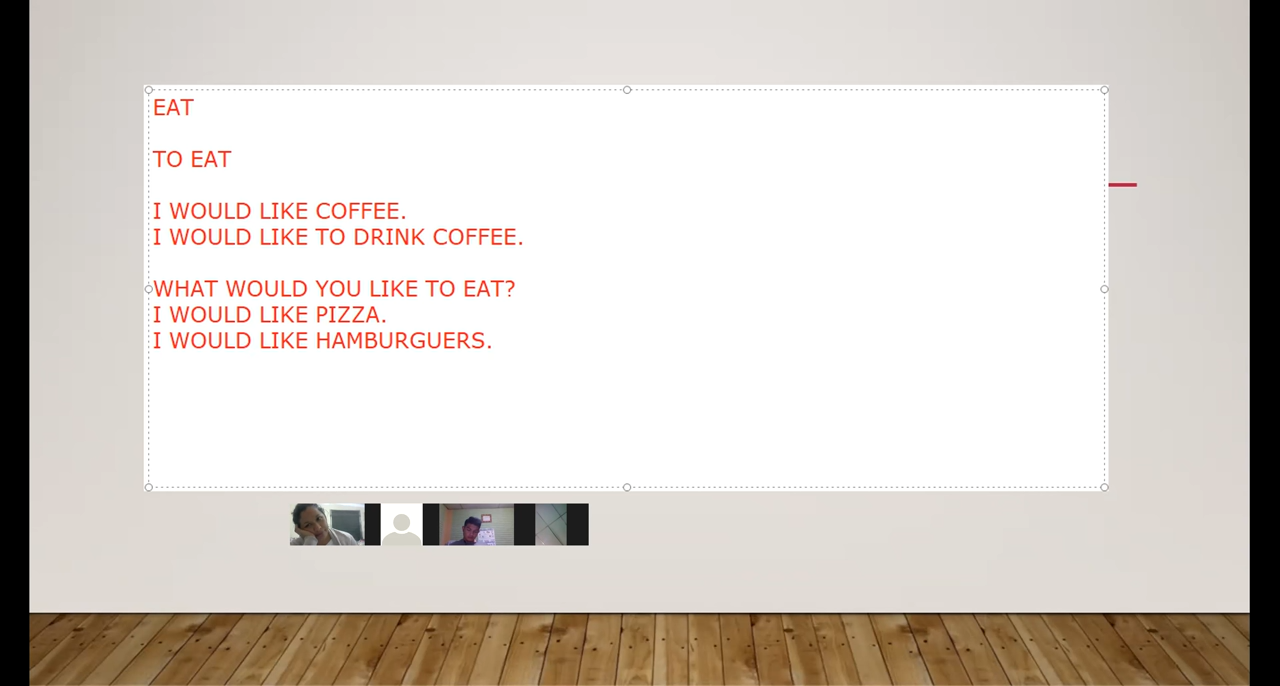 EAT
TO EAT
I WOULD LIKE COFFEE.
I WOULD LIKE TO DRINK COFFEE.
WHAT WOULD YOU LIKE TO EAT?
I WOULD LIKE PIZZA.
I WOULD LIKE HAMBURGUERS.